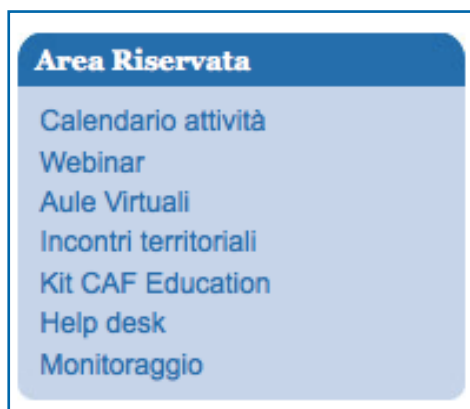 Area Riservata
Calendario attività
Webinar
Aule Virtuali
Incontri territoriali
Kit CAF Education
Help desk
Monitoraggio